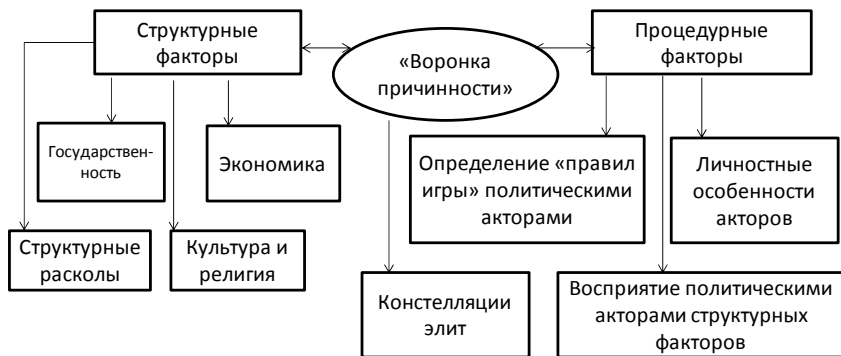 Структурные
факторы
«Воронка
причинности»
Процедурные
факторы
Государствен-
ность
Экономика
Определение «правил
игры» политическими
акторами
Личностные
особенности
акторов
Структурные
расколы
Культура и
религия
Констелляции
элит
Восприятие политическими
акторами структурных
факторов